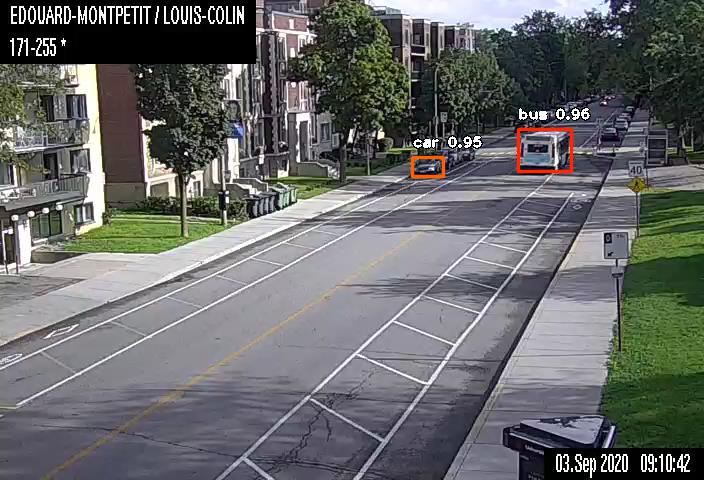 EDOUARD-MONTPETIT / LOUIS-COLIN
171-255 *
bus 0.96
car 0.95
40
03.Sep 2020 09:10:42